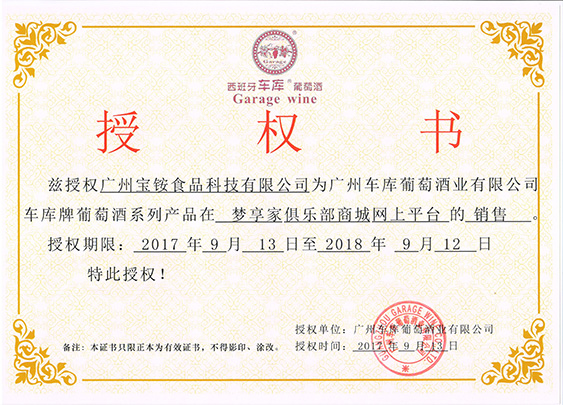 Garage
西班牙车库®葡萄酒
Garage wine
授权书
兹授权广州宝铵食品科技有限公司为广州车库葡萄酒业有限公司
车库牌葡萄酒系列产品在 梦享家俱乐部商城网上平台 的 销售 。
授权期限： 2017 年 9 月 13 日至 2018 年 9 月 12 日
特此授权！
授权单位：广州车库葡萄酒业有限公司
备注：本证书只限正本为有效证书，不得影印、涂改。 授权时间： 2017 年 9 月 13 日
GUANGZHOU GARAGE WINE CO.,LTD